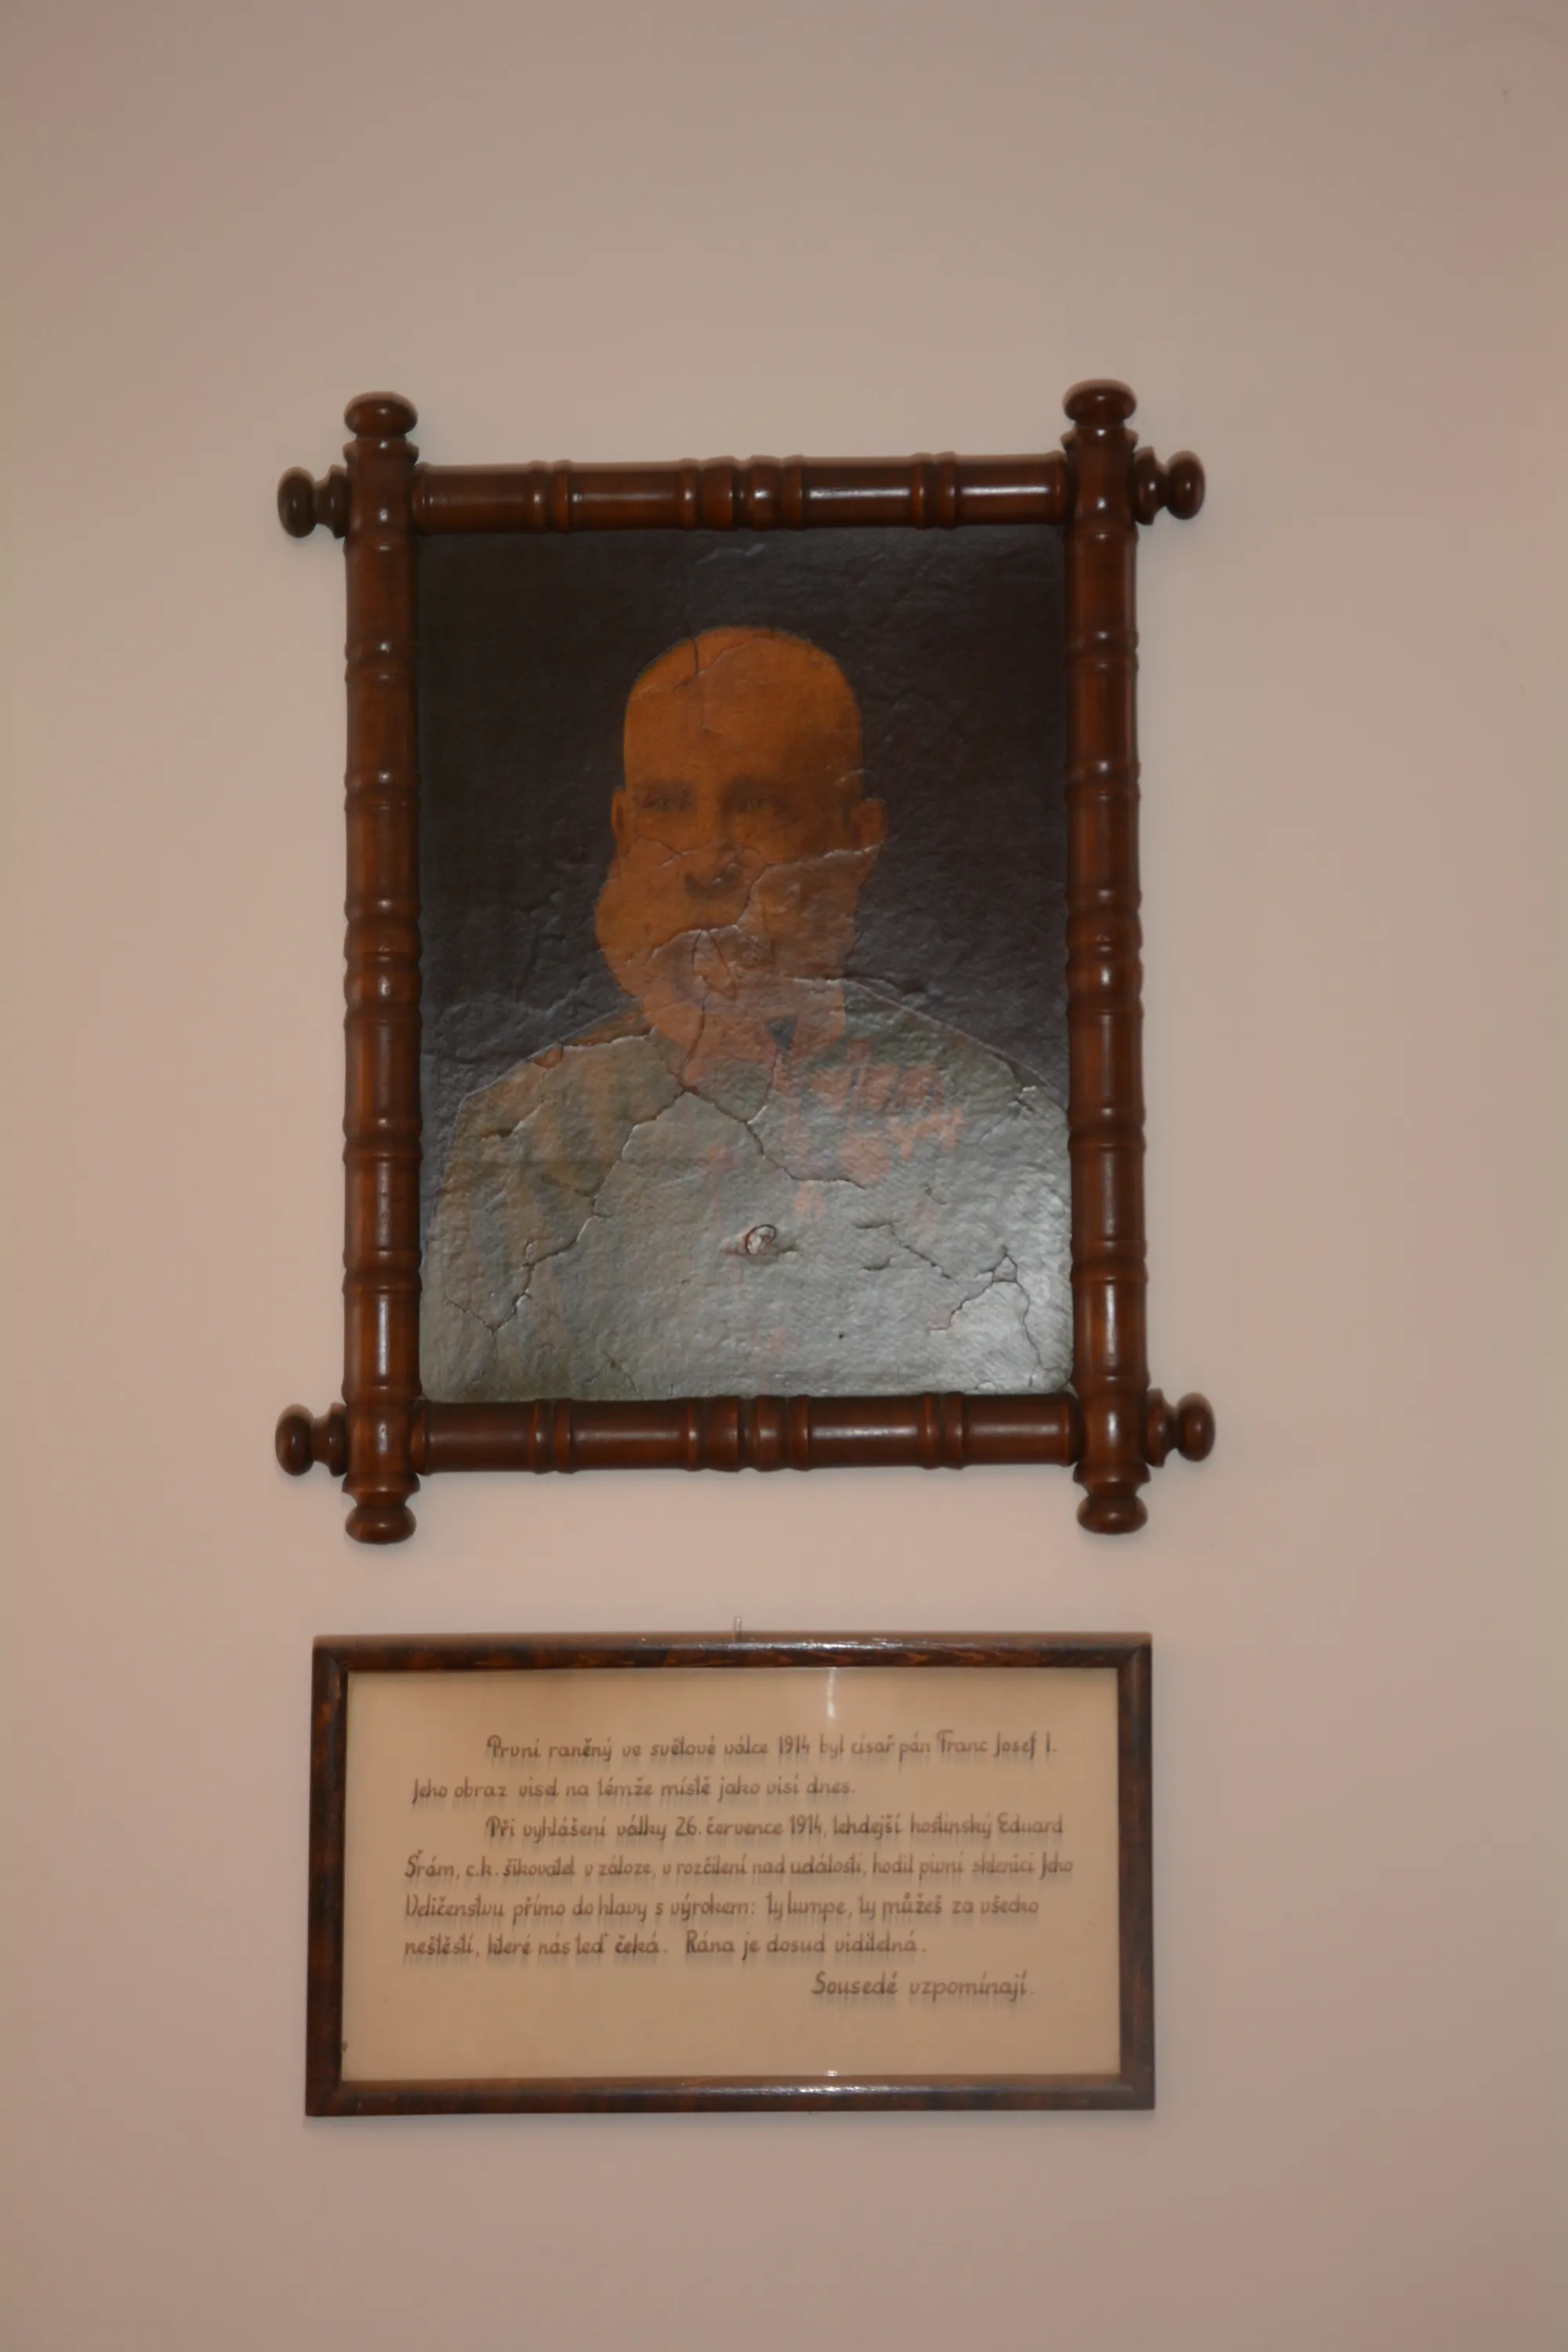 První raněný ve světové válce 1914 byl císař pán Franc Josef I.
Jeho obraz visel na témže místě jako visí dnes.
Při vyhlášení války 26. července 1914, tehdejší hostinský Eduard
Šrám, c.k. šikovatel v záloze, v rozčilení nad událostí, hodil pivní sklenicí Jeho
Veličenstvu přímo do hlavy s výrokem: ty lumpe, ty můžeš za všecko
neštěstí, které nás teď čeká. Rána je dosud viditelná.
Sousedé vzpomínají.